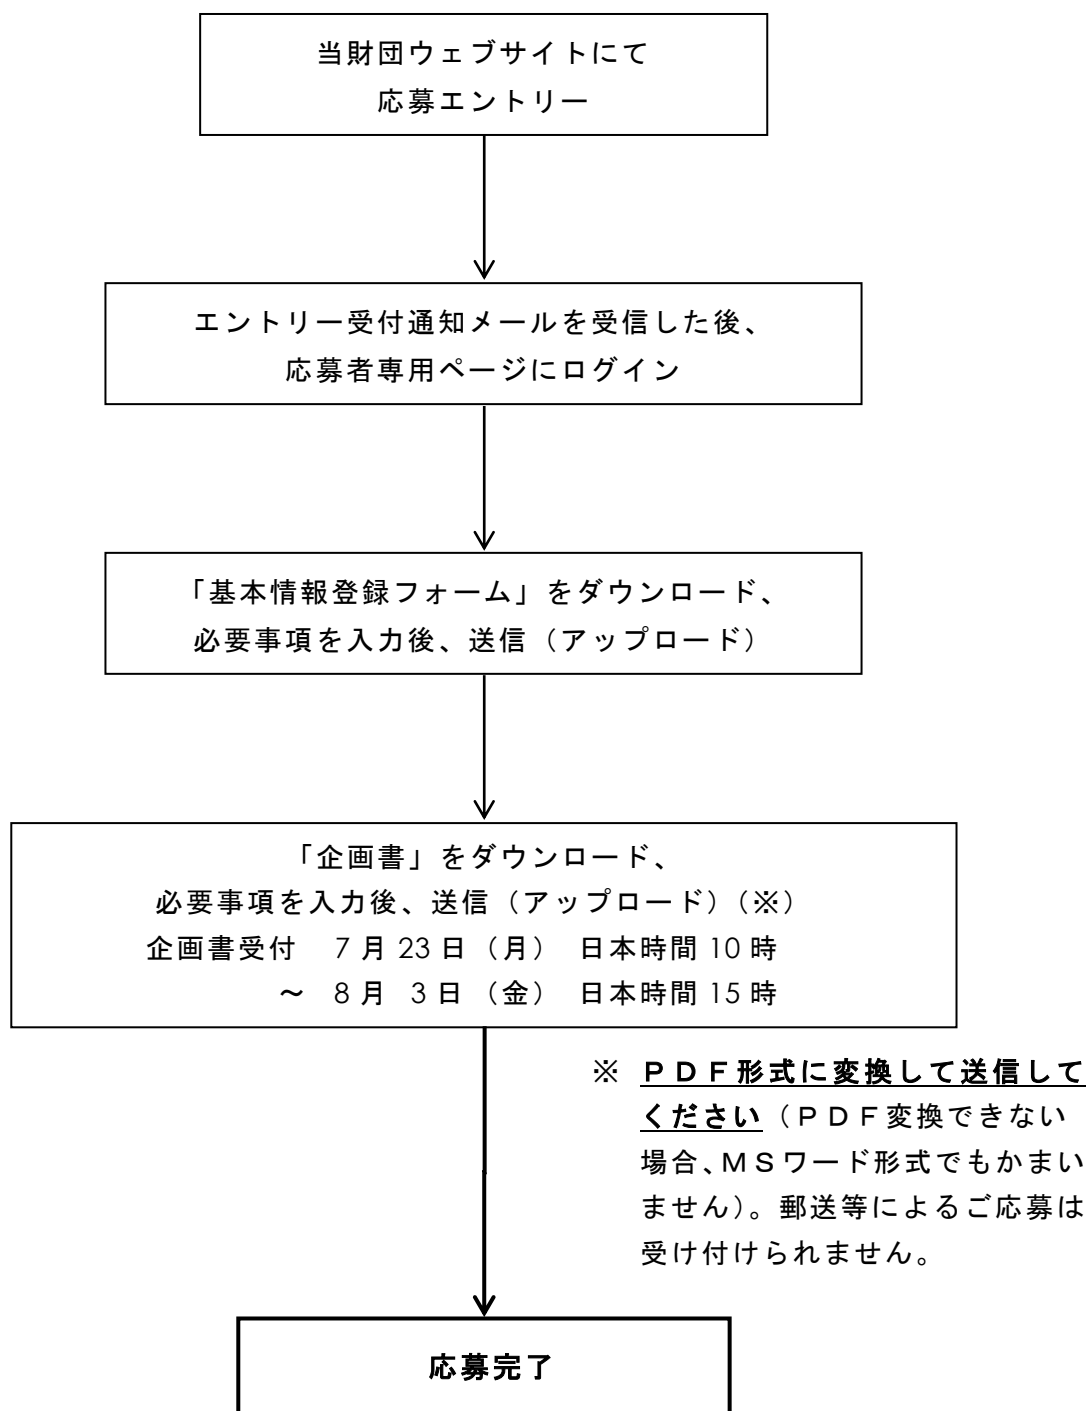 当財団ウェブサイトにて
応募エントリー
エントリー受付通知メールを受信した後、
応募者専用ページにログイン
「基本情報登録フォーム」をダウンロード、
必要事項を入力後、送信（アップロード）
「企画書」をダウンロード、
必要事項を入力後、送信（アップロード）（※）
企画書受付　7月23日（月）　日本時間10時
～　8月　3日（金）　日本時間15時
※　ＰＤＦ形式に変換して送信して
ください（ＰＤＦ変換できない
場合、ＭＳワード形式でもかまい
ません）。郵送等によるご応募は
受け付けられません。
応募完了